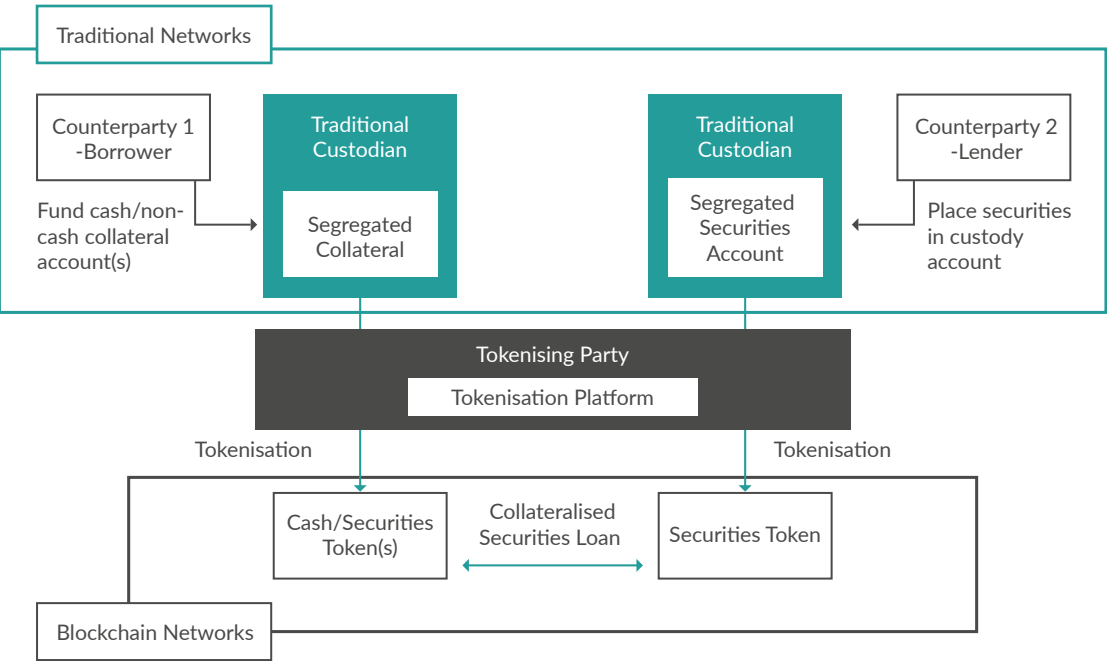 Traditional Networks
Counterparty 1
-Borrower
Traditional
Custodian
Segregated
Collateral
Fund cash/non-
cash collateral
account(s)
Traditional
Custodian
Segregated
Securities
Account
Counterparty 2
-Lender
Place securities
in custody
account
Tokenising Party
Tokenisation Platform
Tokenisation
Tokenisation
Cash/Securities
Token(s)
Collateralised
Securities Loan
Securities Token
Blockchain Networks